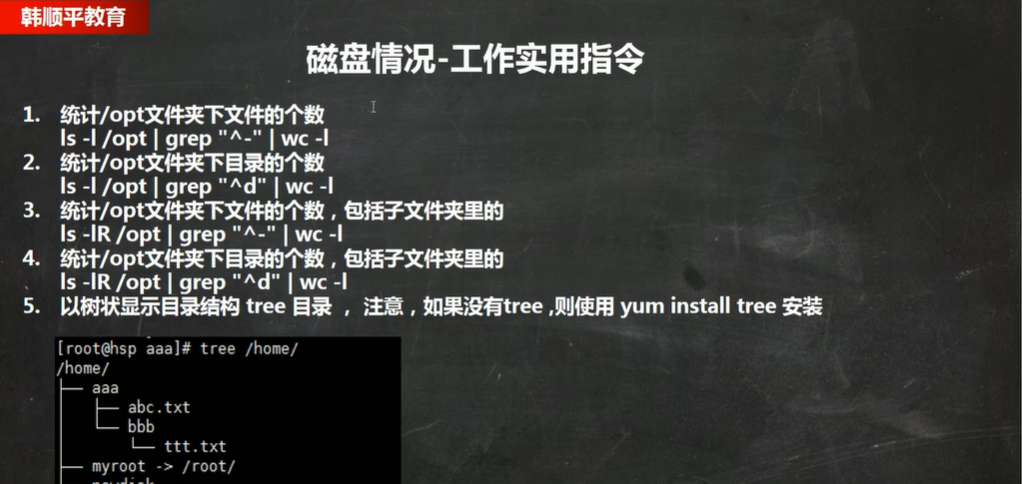 韩顺平教育
磁盘情况-工作实用指令
1. 统计/opt文件夹下文件的个数
ls -l /opt | grep "^-" | wc -l
2. 统计/opt文件夹下目录的个数
ls -l /opt | grep "^d" | wc -l
3. 统计/opt文件夹下文件的个数，包括子文件夹里的
ls -lR /opt | grep "^-" | wc -l
4. 统计/opt文件夹下目录的个数，包括子文件夹里的
ls -lR /opt | grep "^d" | wc -l
5. 以树状显示目录结构 tree 目录 ， 注意，如果没有tree ,则使用 yum install tree 安装
[root@hsp aaa]# tree /home/
/home/
├── aaa
│   ├── abc.txt
│   └── bbb
│       └── ttt.txt
├── myroot -> /root/